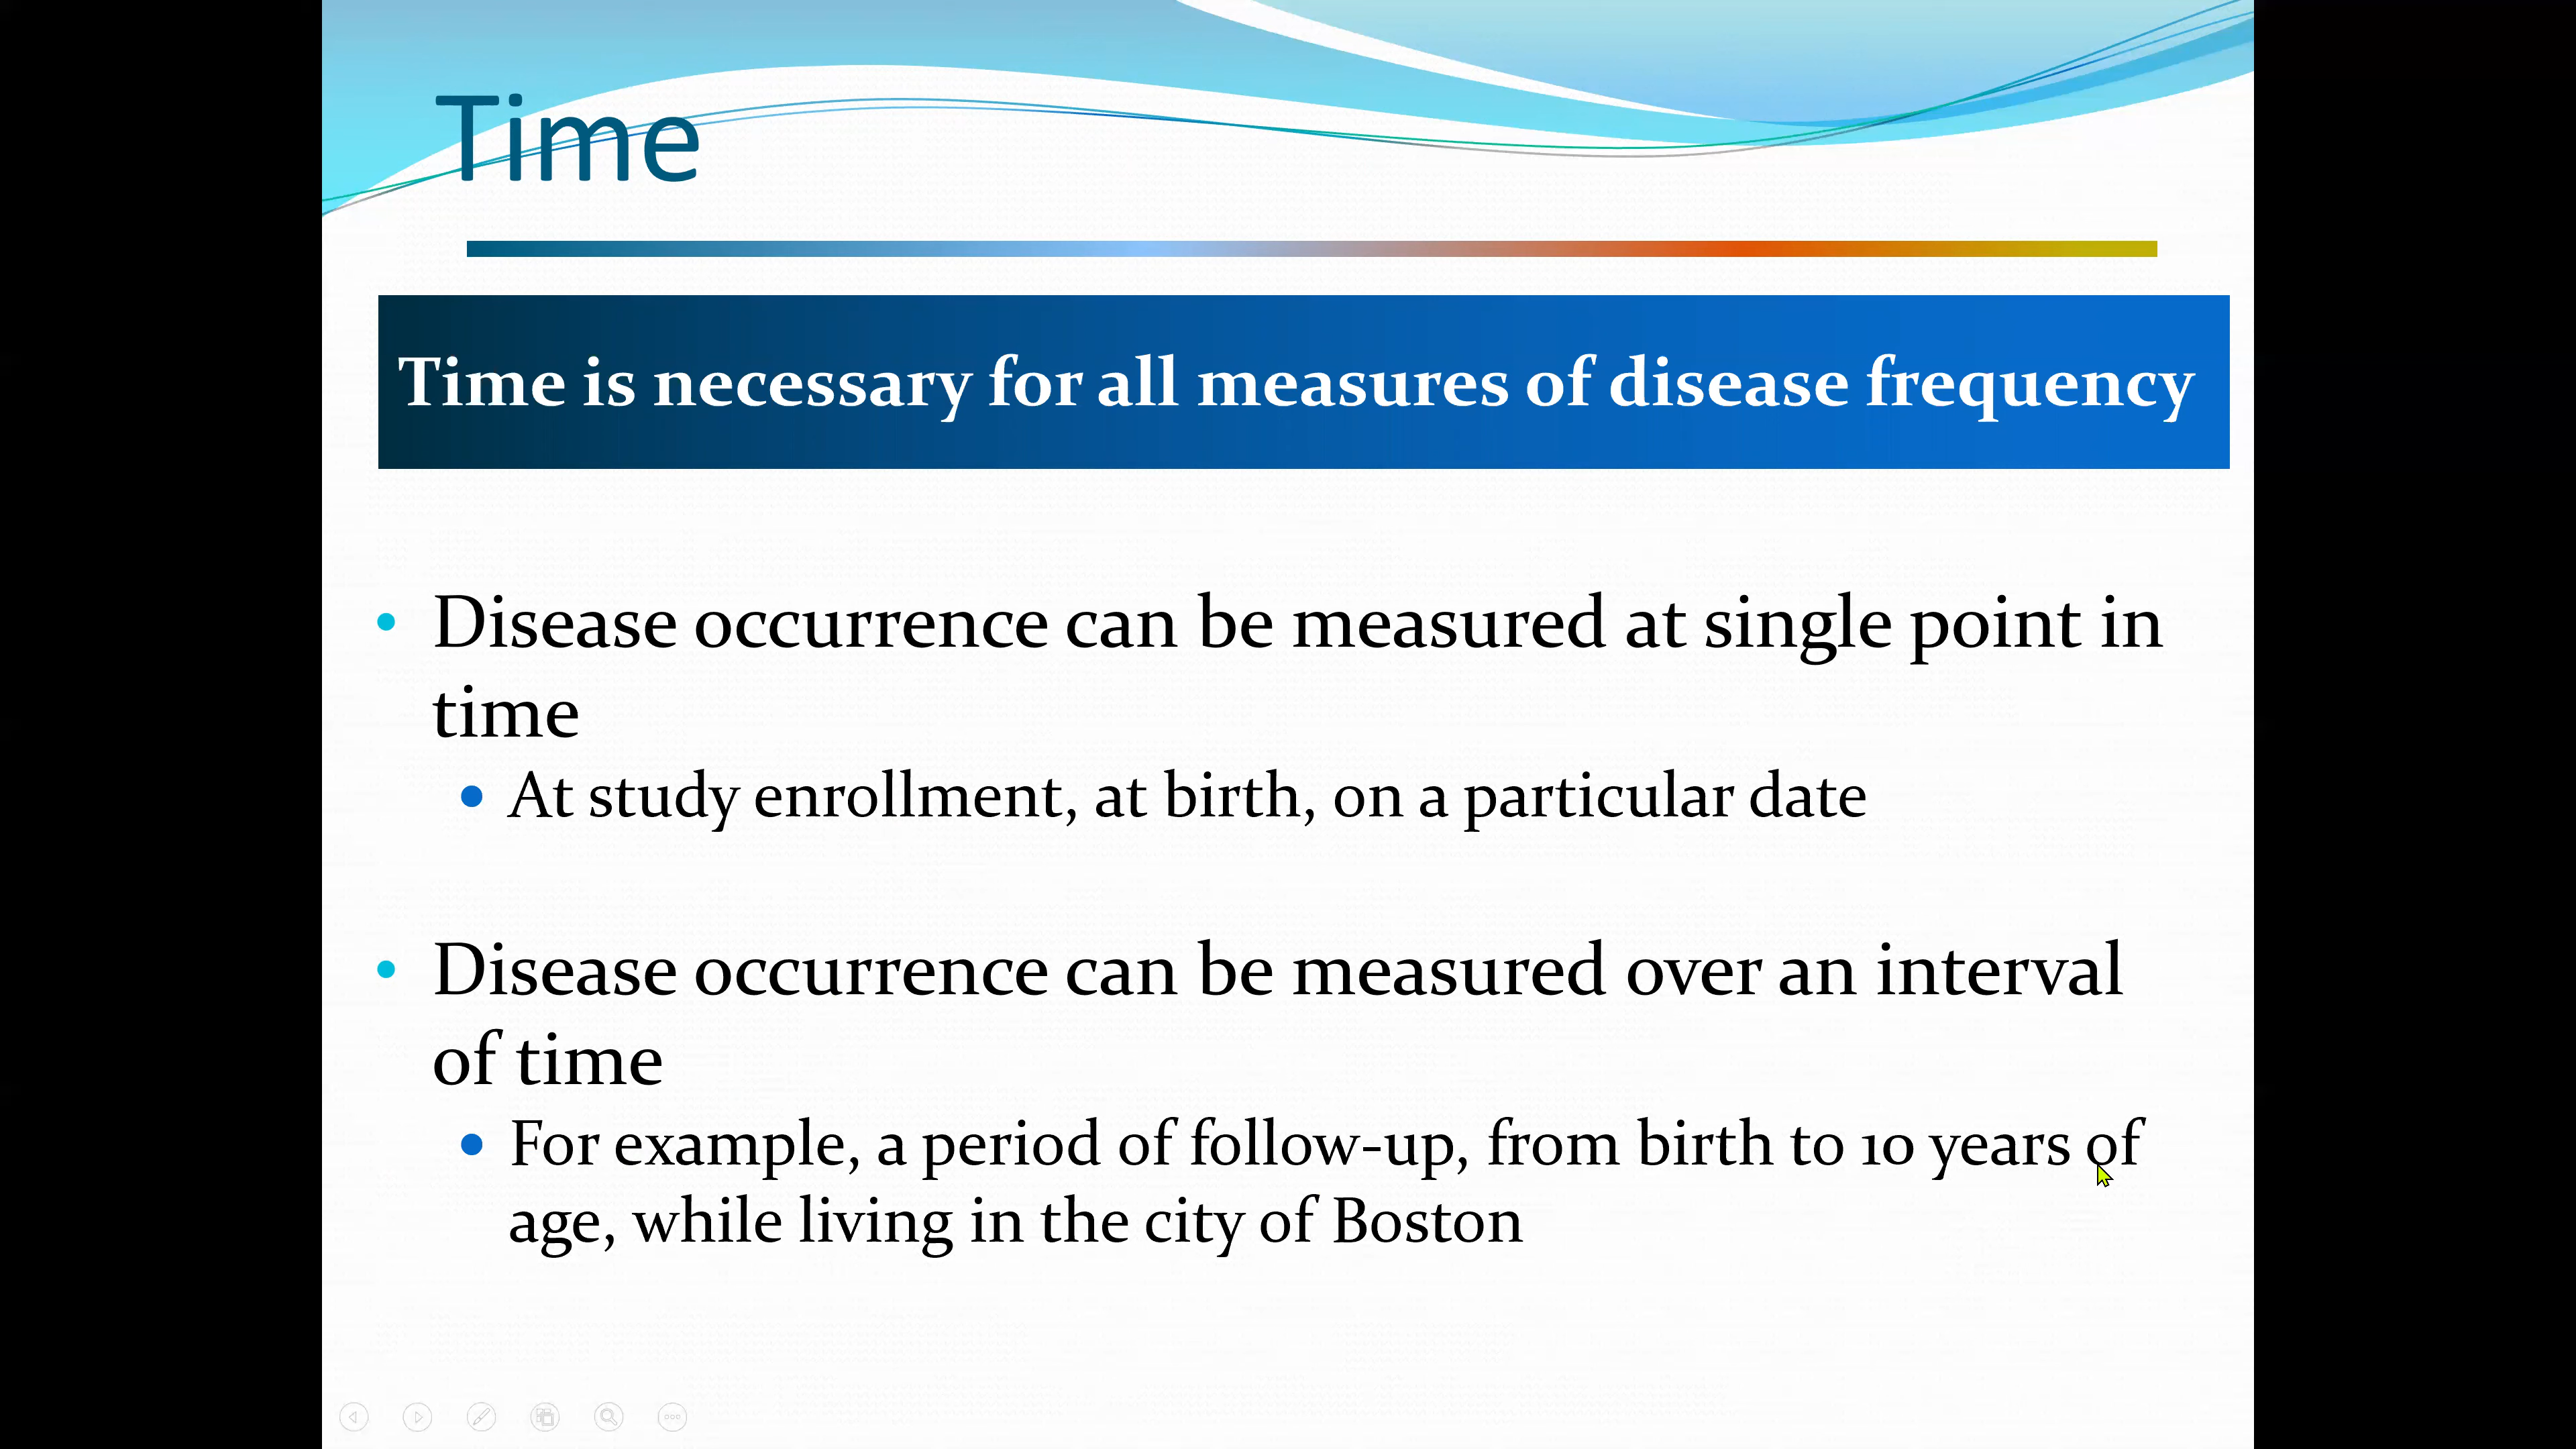 Time
Time is necessary for all measures of disease frequency
• Disease occurrence can be measured at single point in
time
• At study enrollment, at birth, on a particular date
• Disease occurrence can be measured over an interval
of time
• For example, a period of follow-up, from birth to 10 years of
age, while living in the city of Boston